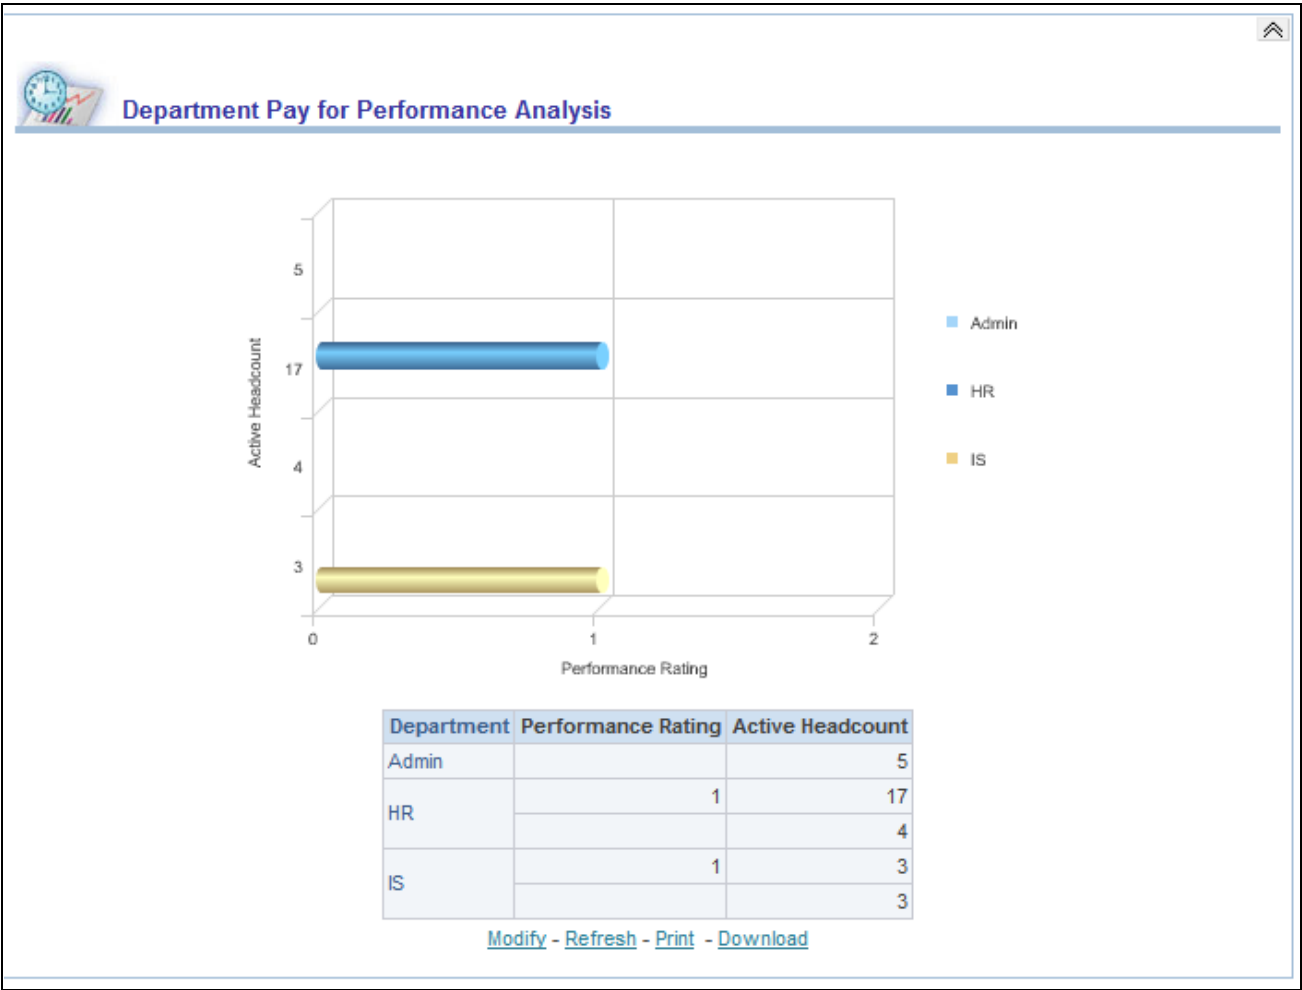 Department Pay for Performance Analysis
5
17
4
3
Active Headcount
0 1 2
Performance Rating
Admin
HR
IS
Department Performance Rating Active Headcount
Admin 5
HR 1 17
4
IS 1 3
3
Modify - Refresh - Print - Download